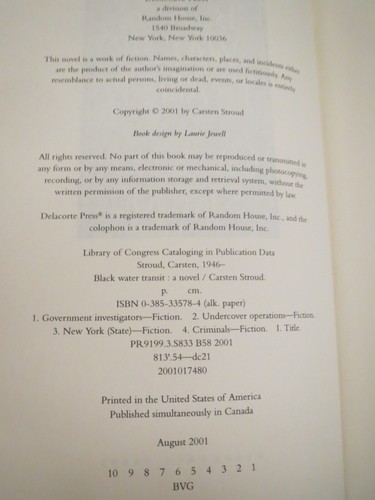 a division of
Random House, Inc.
1540 Broadway
New York, New York 10036
This novel is a work of fiction. Names, characters, places, and incidents either
are the product of the author's imagination or are used fictitiously. Any
resemblance to actual persons, living or dead, events, or locales is entirely
coincidental.
Copyright © 2001 by Carsten Stroud
Book design by Laurie Jewell
All rights reserved. No part of this book may be reproduced or transmitted in
any form or by any means, electronic or mechanical, including photocopying,
recording, or by any information storage and retrieval system, without the
written permission of the publisher, except where permitted by law.
Delacorte Press® is a registered trademark of Random House, Inc., and the
colophon is a trademark of Random House, Inc.
Library of Congress Cataloging in Publication Data
Stroud, Carsten, 1946–
Black water transit : a novel / Carsten Stroud.
p. cm.
ISBN 0-385-33578-4 (alk. paper)
1. Government investigators—Fiction. 2. Undercover operations—Fiction.
3. New York (State)—Fiction. 4. Criminals—Fiction. I. Title.
PR9199.3.S833 B58 2001
813'.54—dc21
2001017480
Printed in the United States of America
Published simultaneously in Canada
August 2001
10 9 8 7 6 5 4 3 2 1
BVG